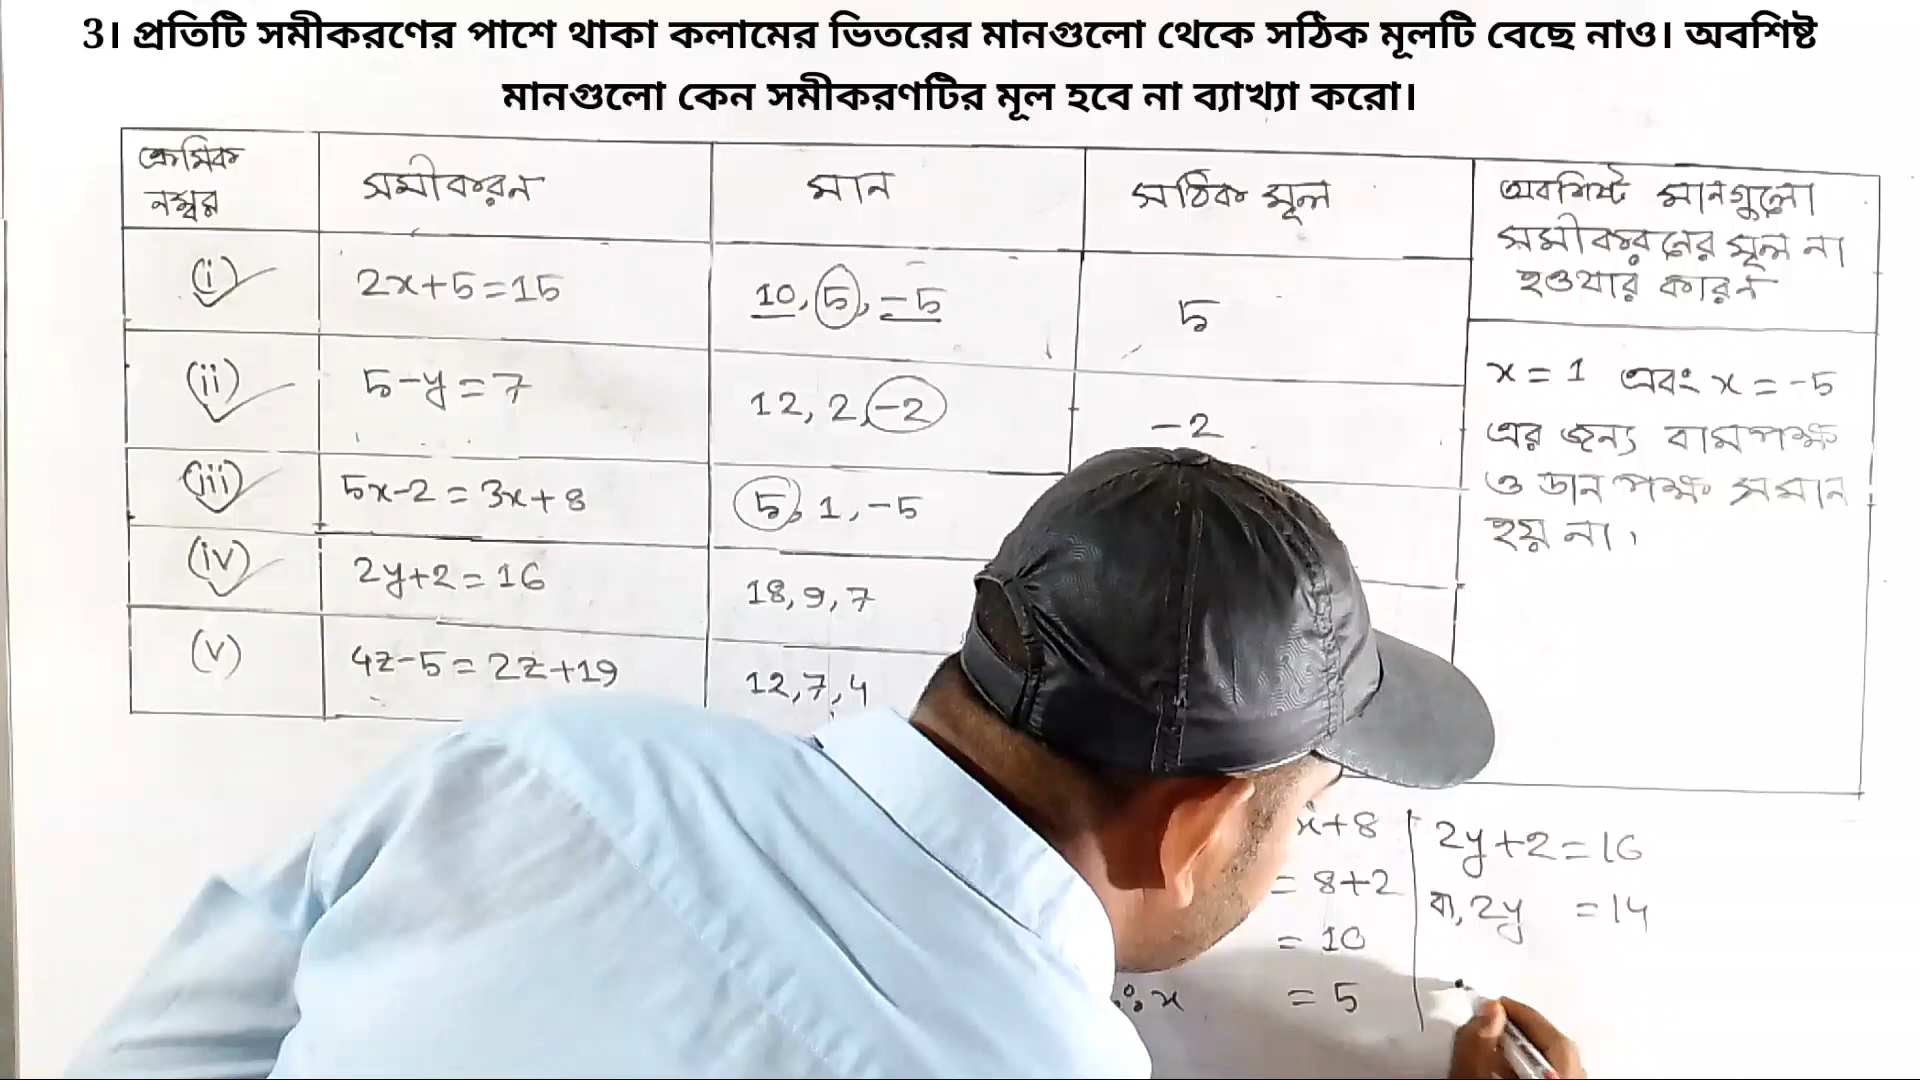 3। প্রতিটি সমীকরণের পাশে থাকা কলামের ভিতরের মানগুলো থেকে সঠিক মূলটি বেছে নাও। অবশিষ্ট
মানগুলো কেন সমীকরণটির মূল হবে না ব্যাখ্যা করো।
ক্রমিক
নম্বর
সমীকরন
মান
সঠিক মূল
অবশিষ্ট মানগুলো
সমীকরনের মূল না
হওযার কারন
(i)
2x+5=15
10, 5, -5
5
(ii)
5-y=7
12, 2, -2
-2
(iii)
5x-2=3x+8
5, 1, -5
(iv)
2y+2=16
18, 9, 7
(v)
4z-5=2z+19
12, 7, 4
x=1 এবং x=-5
এর জন্য বামপক্ষ
ও ডান পক্ষ সমান
হয় না।
x+8
= 8+2
= 10
∴ x = 5
2y+2=16
বা, 2y =14